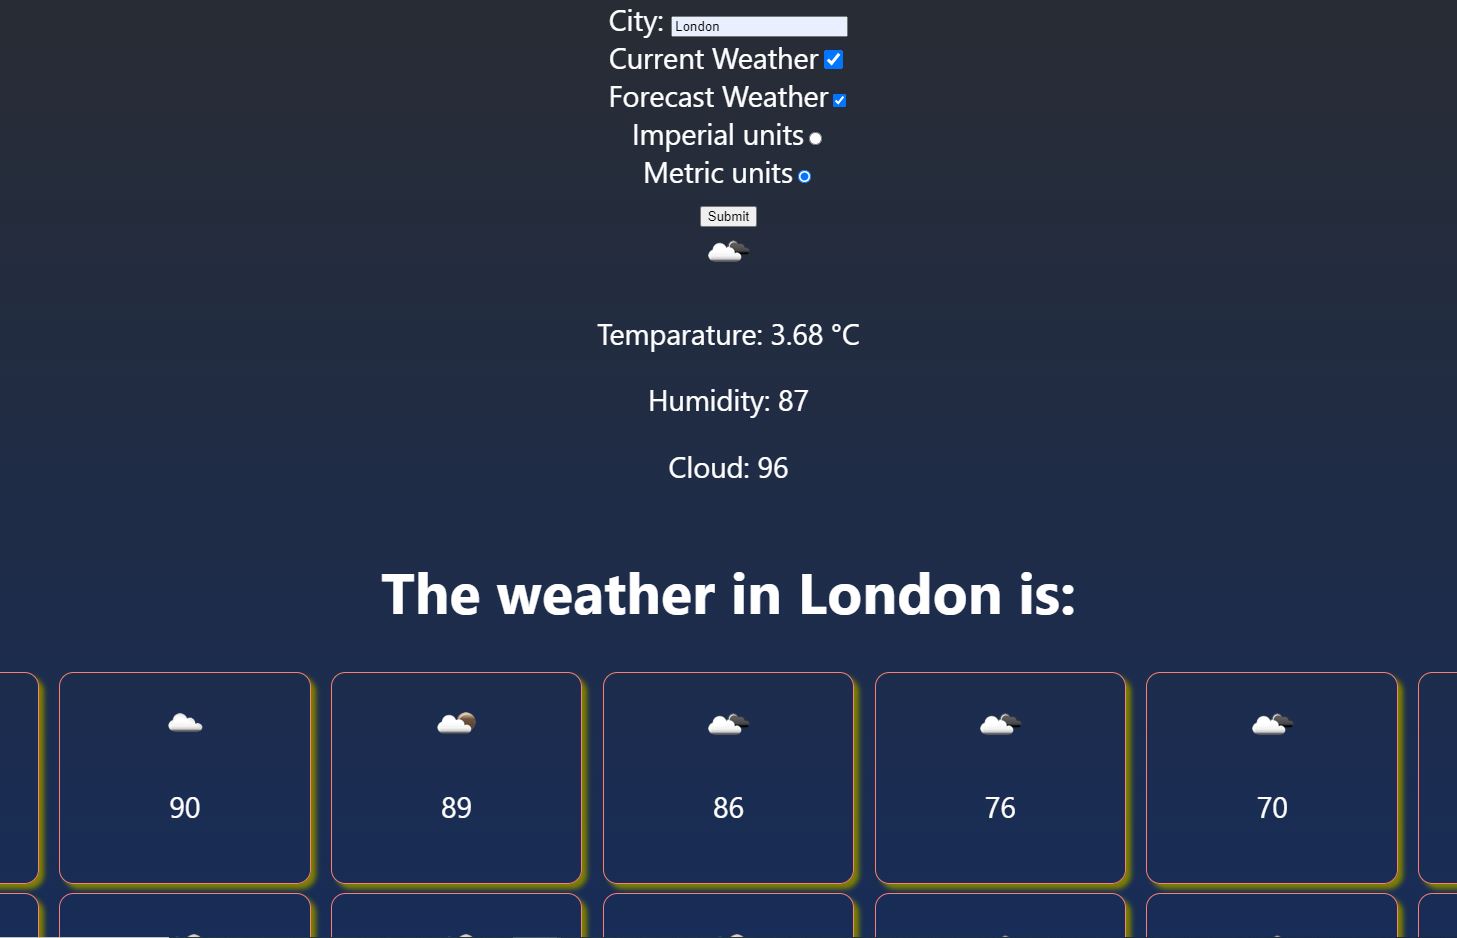 City: London
Current Weather
Forecast Weather
Imperial units
Metric units
Submit
Temparature: 3.68 °C
Humidity: 87
Cloud: 96
The weather in London is:
90 89 86 76 70